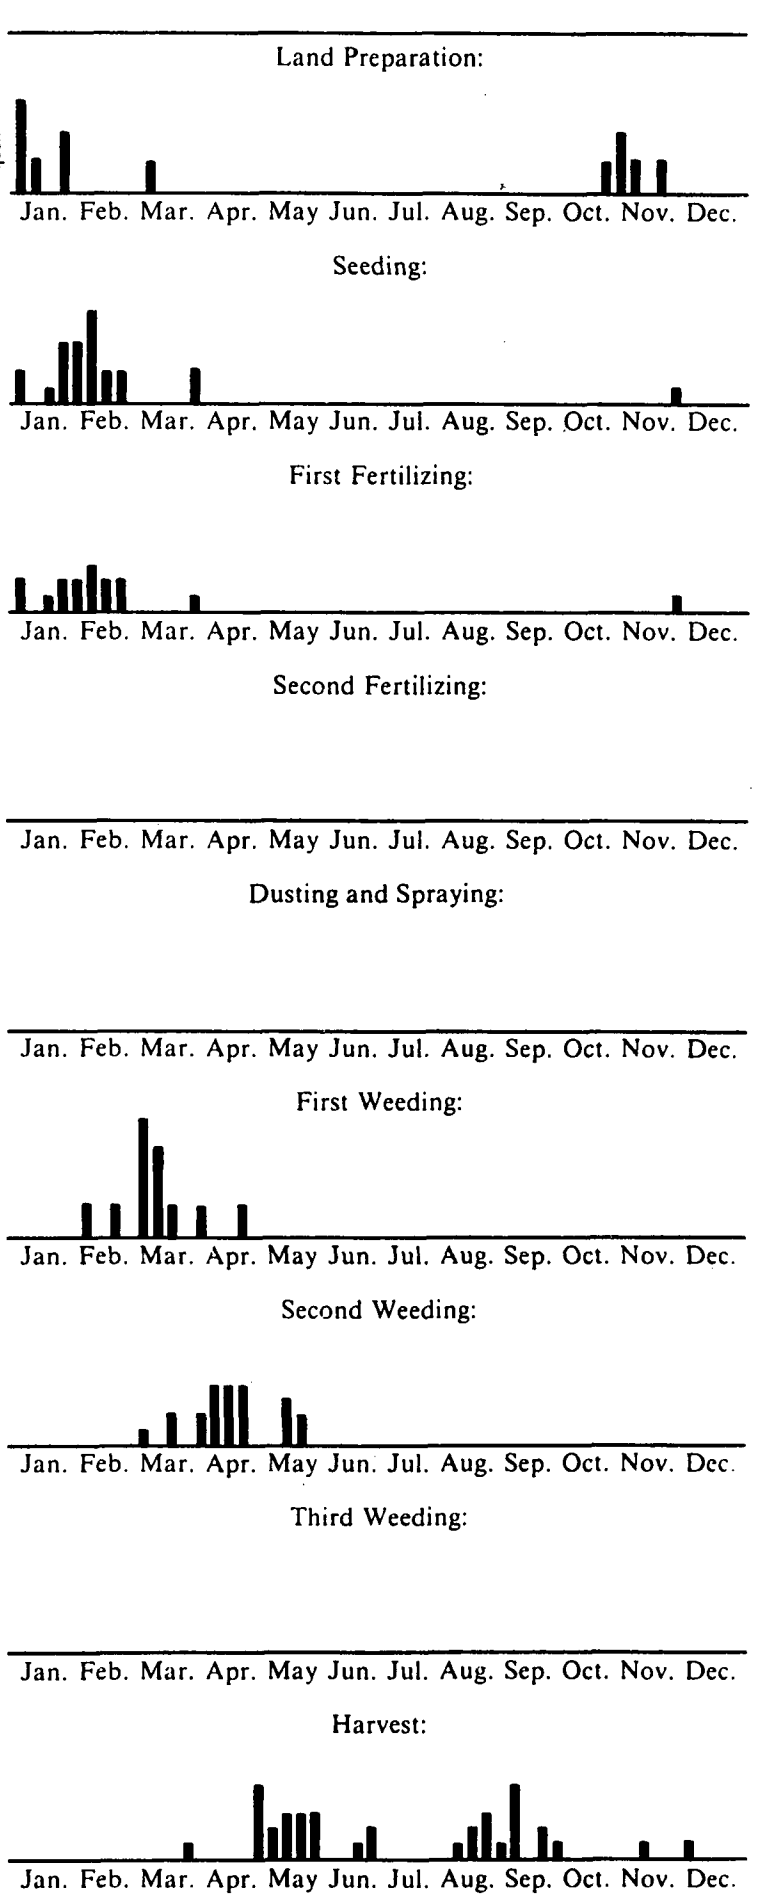 Land Preparation:
Jan. Feb. Mar. Apr. May Jun. Jul. Aug. Sep. Oct. Nov. Dec.
Seeding:
Jan. Feb. Mar. Apr. May Jun. Jul. Aug. Sep. Oct. Nov. Dec.
First Fertilizing:
Jan. Feb. Mar. Apr. May Jun. Jul. Aug. Sep. Oct. Nov. Dec.
Second Fertilizing:
Jan. Feb. Mar. Apr. May Jun. Jul. Aug. Sep. Oct. Nov. Dec.
Dusting and Spraying:
Jan. Feb. Mar. Apr. May Jun. Jul. Aug. Sep. Oct. Nov. Dec.
First Weeding:
Jan. Feb. Mar. Apr. May Jun. Jul. Aug. Sep. Oct. Nov. Dec.
Second Weeding:
Jan. Feb. Mar. Apr. May Jun. Jul. Aug. Sep. Oct. Nov. Dec.
Third Weeding:
Jan. Feb. Mar. Apr. May Jun. Jul. Aug. Sep. Oct. Nov. Dec.
Harvest:
Jan. Feb. Mar. Apr. May Jun. Jul. Aug. Sep. Oct. Nov. Dec.